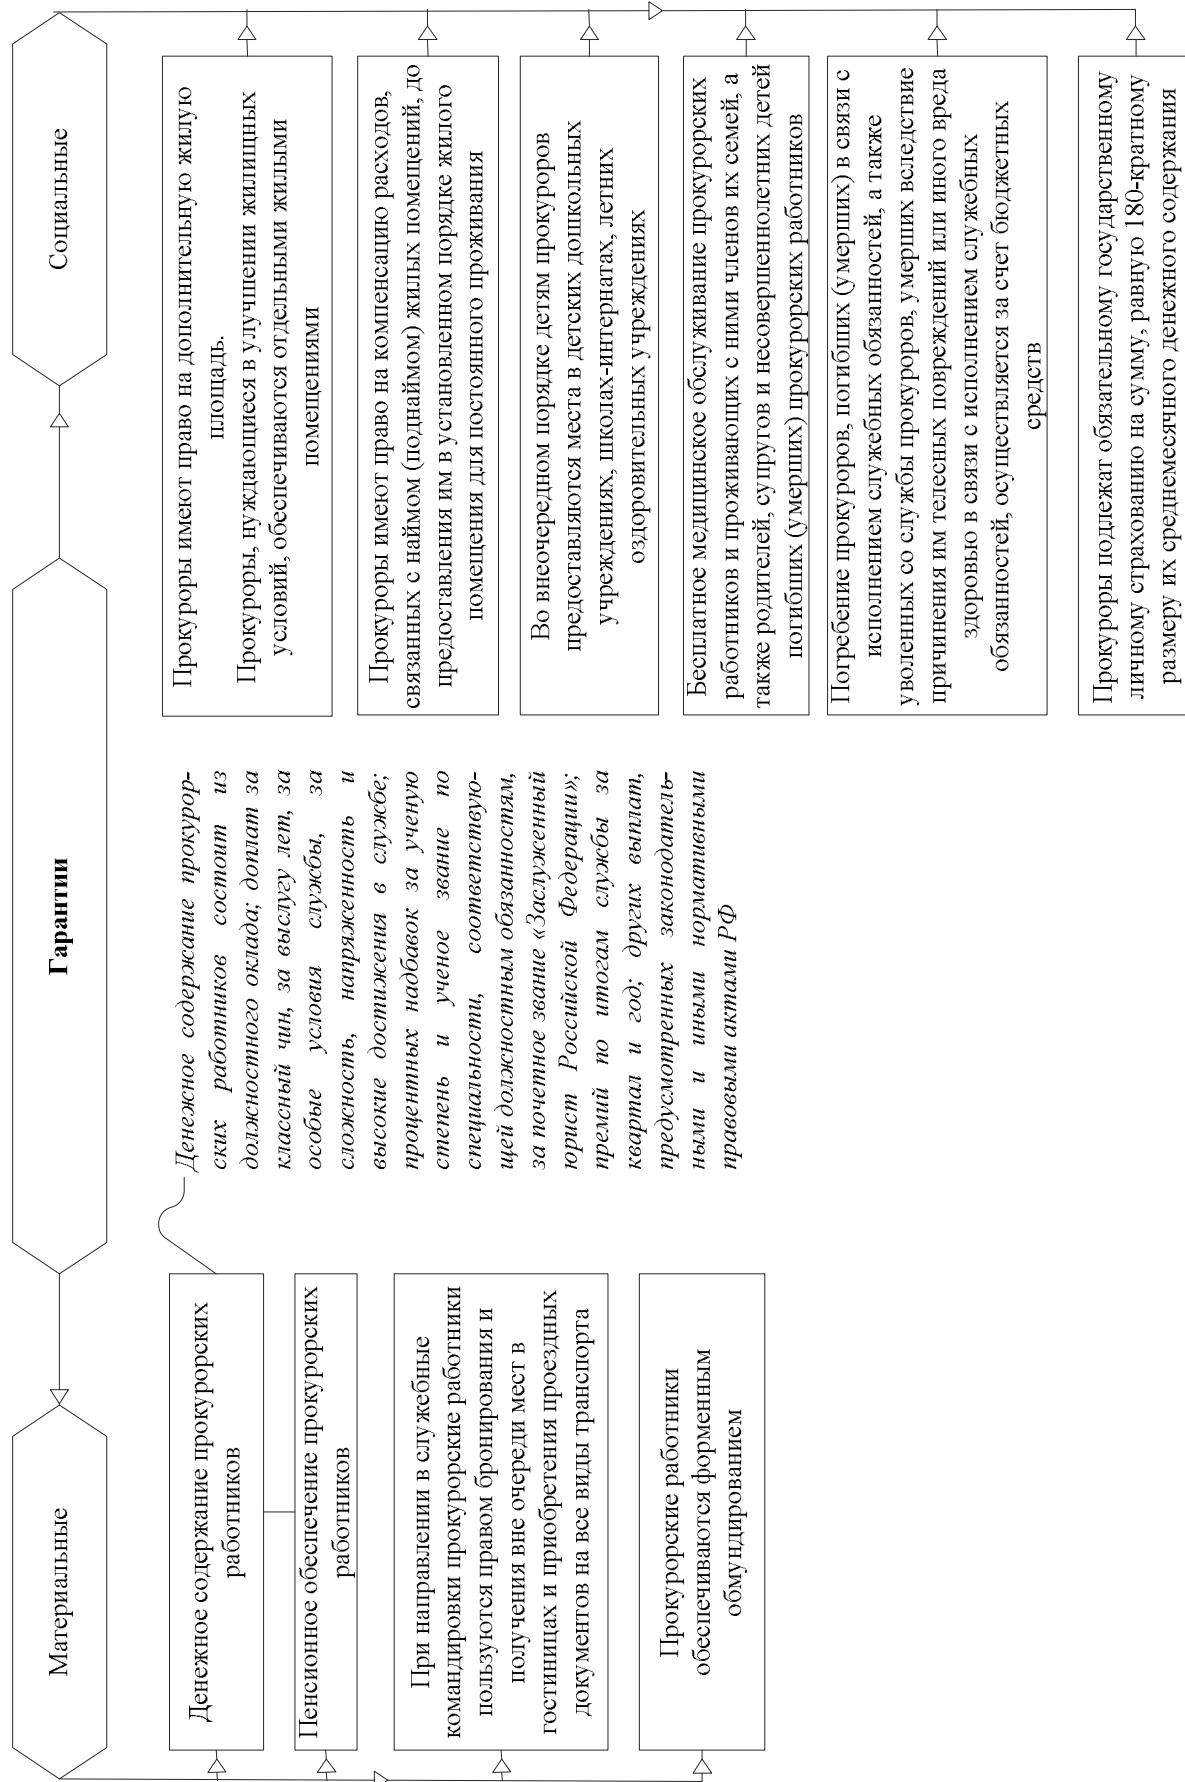 Гарантии
Материальные
Социальные
Денежное содержание прокурорских
работников
Пенсионное обеспечение прокурорских
работников
При направлении в служебные
командировки прокурорские работники
пользуются правом бронирования и
получения вне очереди мест в
гостиницах и приобретения проездных
документов на все виды транспорта
Прокурорские работники
обеспечиваются форменным
обмундированием
Денежное содержание прокурор-
ских работников состоит из
должностного оклада; доплат за
классный чин, за выслугу лет, за
особые условия службы, за
сложность, напряженность и
высокие достижения в службе;
процентных надбавок за ученую
степень и ученое звание по
специальности, соответствую-
щей должностным обязанностям,
за почетное звание «Заслуженный
юрист Российской Федерации»;
премий по итогам службы за
квартал и год; других выплат,
предусмотренных законодатель-
ными и иными нормативными
правовыми актами РФ
Прокуроры имеют право на дополнительную жилую
площадь.
Прокуроры, нуждающиеся в улучшении жилищных
условий, обеспечиваются отдельными жилыми
помещениями
Прокуроры имеют право на компенсацию расходов,
связанных с наймом (поднаймом) жилых помещений, до
предоставления им в установленном порядке жилого
помещения для постоянного проживания
Во внеочередном порядке детям прокуроров
предоставляются места в детских дошкольных
учреждениях, школах-интернатах, летних
оздоровительных учреждениях
Бесплатное медицинское обслуживание прокурорских
работников и проживающих с ними членов их семей, а
также родителей, супругов и несовершеннолетних детей
погибших (умерших) прокурорских работников
Погребение прокуроров, погибших (умерших) в связи с
исполнением служебных обязанностей, а также
уволенных со службы прокуроров, умерших вследствие
причинения им телесных повреждений или иного вреда
здоровью в связи с исполнением служебных
обязанностей, осуществляется за счет бюджетных
средств
Прокуроры подлежат обязательному государственному
личному страхованию на сумму, равную 180-кратному
размеру их среднемесячного денежного содержания